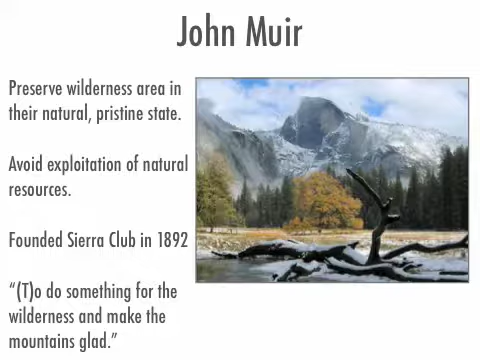 John Muir
Preserve wilderness area in
their natural, pristine state.
Avoid exploitation of natural
resources.
Founded Sierra Club in 1892
“(T)o do something for the
wilderness and make the
mountains glad.”